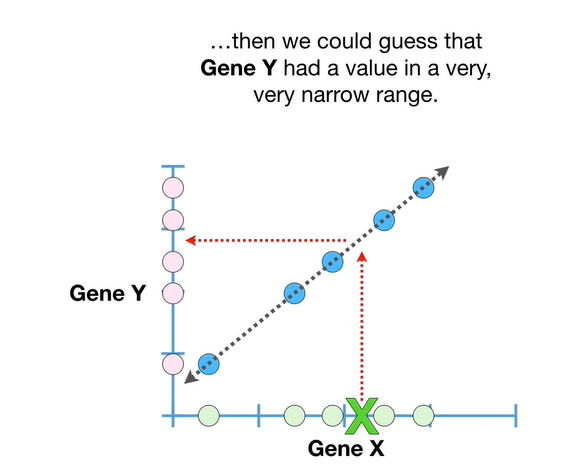 ...then we could guess that
Gene Y had a value in a very,
very narrow range.
Gene Y
X
Gene X